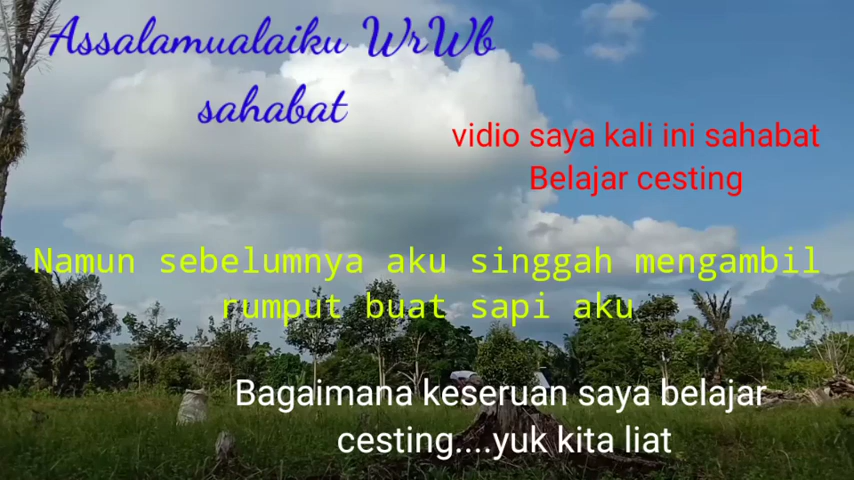 Assalamualaiku WrWb
sahabat
vidio saya kali ini sahabat
Belajar cesting
Namun sebelumnya aku singgah mengambil
rumput buat sapi aku
Bagaimana keseruan saya belajar
cesting....yuk kita liat